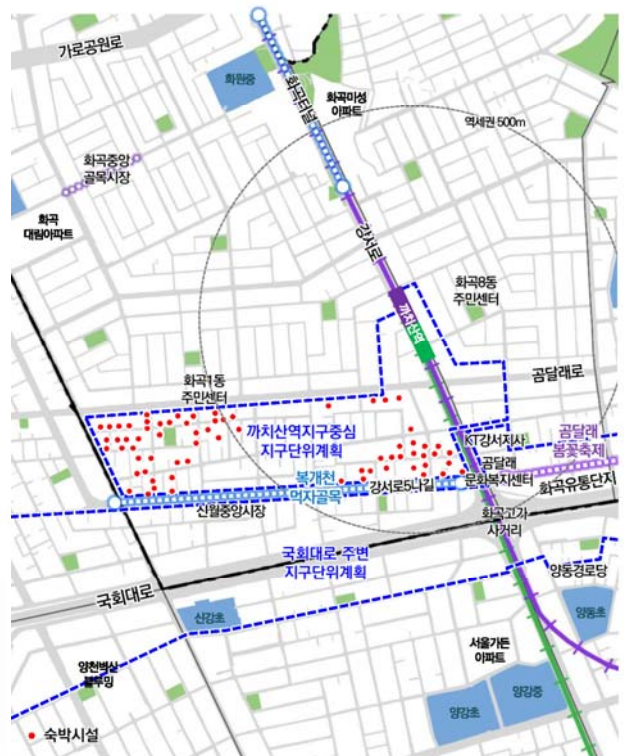 가로공원로
화원중
화곡터널
화곡미성
아파트
역세권 500m
화곡중앙
골목시장
화곡
대림아파트
강서로
화곡8동
주민센터
까치산역
화곡1동
주민센터
곰달래로
까치산역지구중심
지구단위계획
KT강서지사
곰달래
봄꽃축제
복개천
먹자골목
강서로5나길
곰달래
문화복지센터
화곡유통단지
신월중앙시장
화곡고가
사거리
국회대로 주변
지구단위계획
국회대로
양동경로당
신강초
양동초
서울가든
아파트
양천벽산
블루밍
양강초
양강중
숙박시설